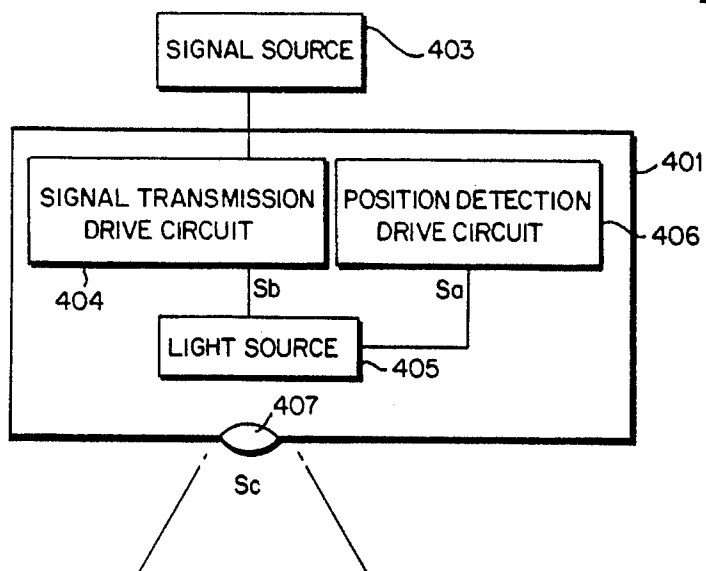 SIGNAL SOURCE
403
401
SIGNAL TRANSMISSION
DRIVE CIRCUIT
POSITION DETECTION
DRIVE CIRCUIT
406
404
Sb
Sa
LIGHT SOURCE
405
407
Sc